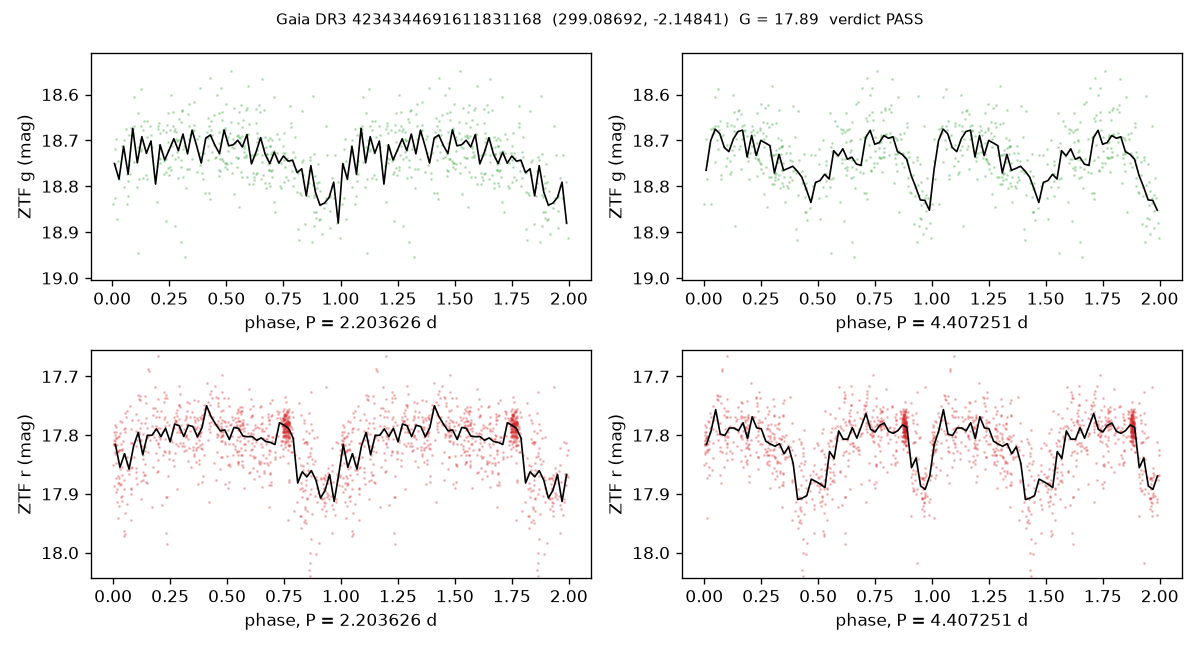 Gaia DR3 4234344691611831168 (299.08692, -2.14841) G = 17.89 verdict PASS
ZTF g (mag)
18.6
18.7
18.8
18.9
19.0
0.00 0.25 0.50 0.75 1.00 1.25 1.50 1.75 2.00
phase, P = 2.203626 d
ZTF g (mag)
18.6
18.7
18.8
18.9
19.0
0.00 0.25 0.50 0.75 1.00 1.25 1.50 1.75 2.00
phase, P = 4.407251 d
ZTF r (mag)
17.7
17.8
17.9
18.0
0.00 0.25 0.50 0.75 1.00 1.25 1.50 1.75 2.00
phase, P = 2.203626 d
ZTF r (mag)
17.7
17.8
17.9
18.0
0.00 0.25 0.50 0.75 1.00 1.25 1.50 1.75 2.00
phase, P = 4.407251 d